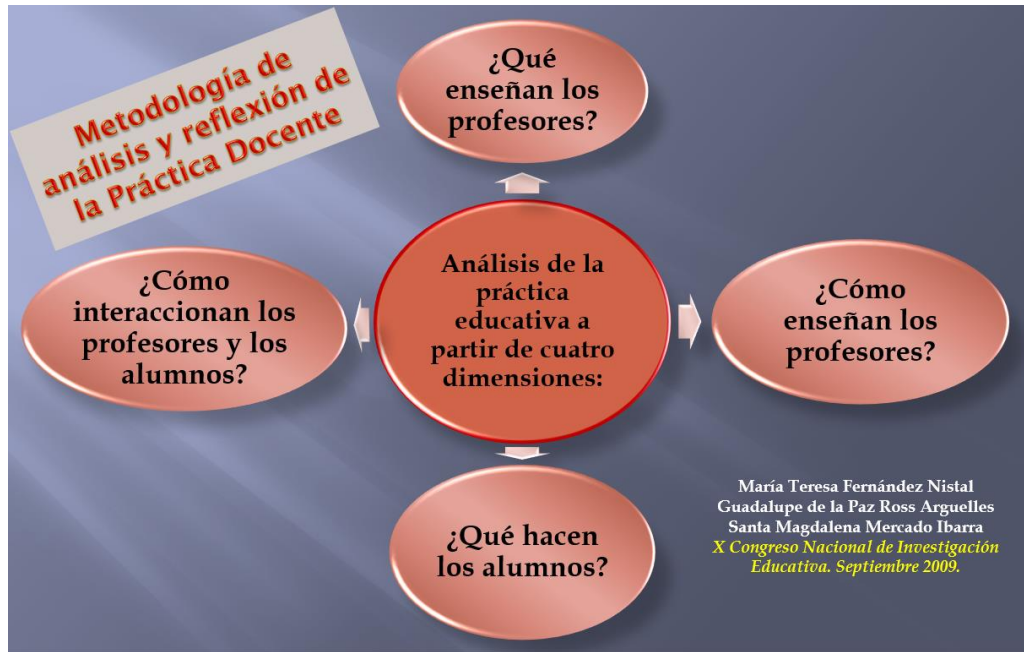 Metodología de
análisis y reflexión de
la Práctica Docente
¿Qué
enseñan los
profesores?
¿Cómo
interaccionan los
profesores y los
alumnos?
Análisis de la
práctica
educativa a
partir de cuatro
dimensiones:
¿Cómo
enseñan los
profesores?
¿Qué hacen
los alumnos?
María Teresa Fernández Nistal
Guadalupe de la Paz Ross Arguelles
Santa Magdalena Mercado Ibarra
X Congreso Nacional de Investigación
Educativa. Septiembre 2009.